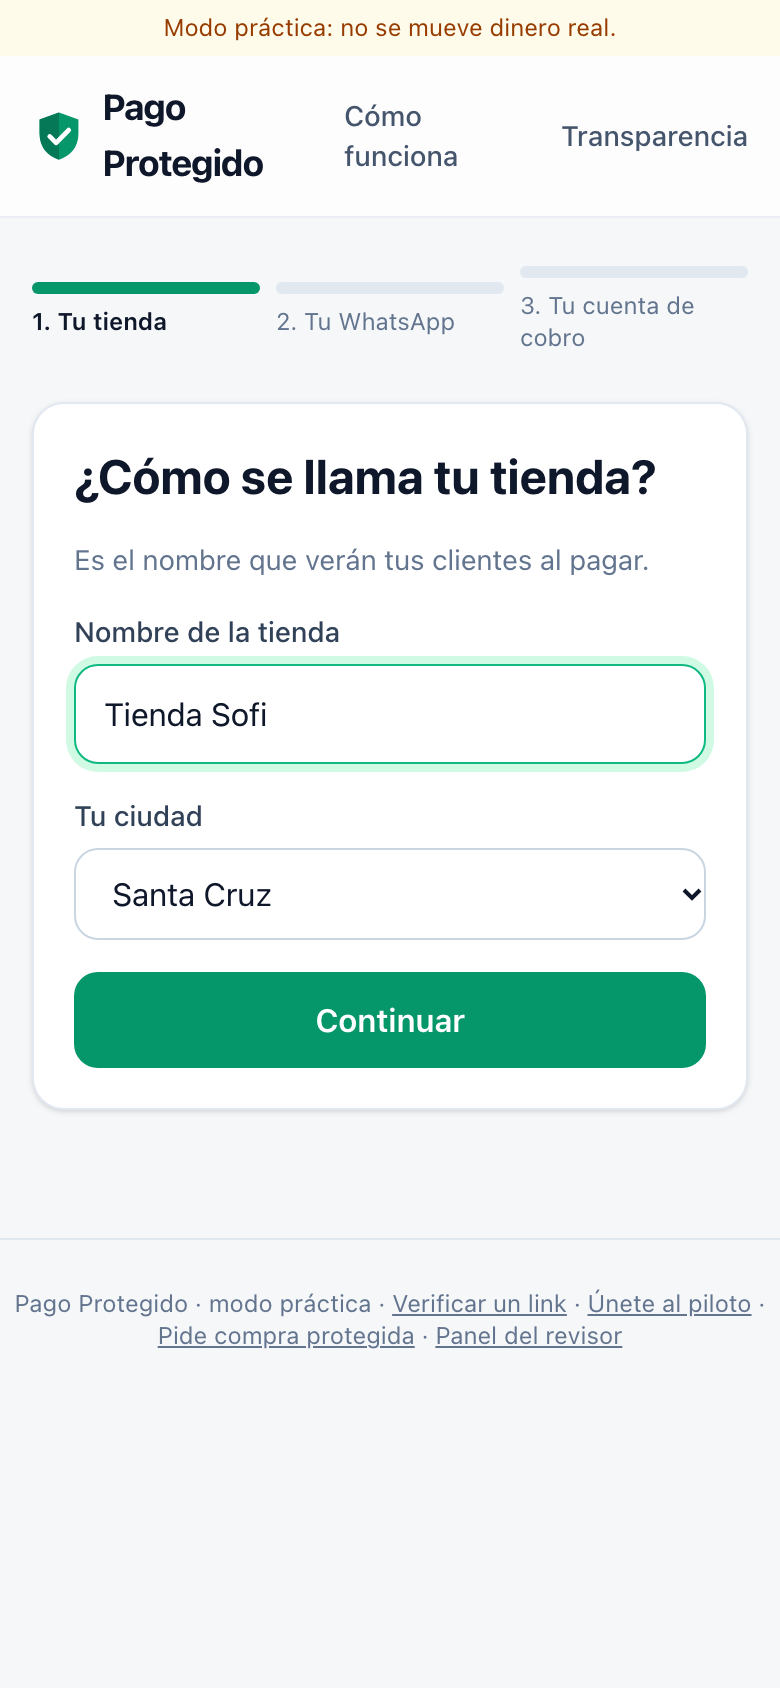 Modo práctica: no se mueve dinero real.
Pago
Protegido
Cómo
funciona
Transparencia
1. Tu tienda
2. Tu WhatsApp
3. Tu cuenta de
cobro
¿Cómo se llama tu tienda?
Es el nombre que verán tus clientes al pagar.
Nombre de la tienda
Tienda Sofi
Tu ciudad
Santa Cruz
Continuar
Pago Protegido · modo práctica · Verificar un link · Únete al piloto ·
Pide compra protegida · Panel del revisor